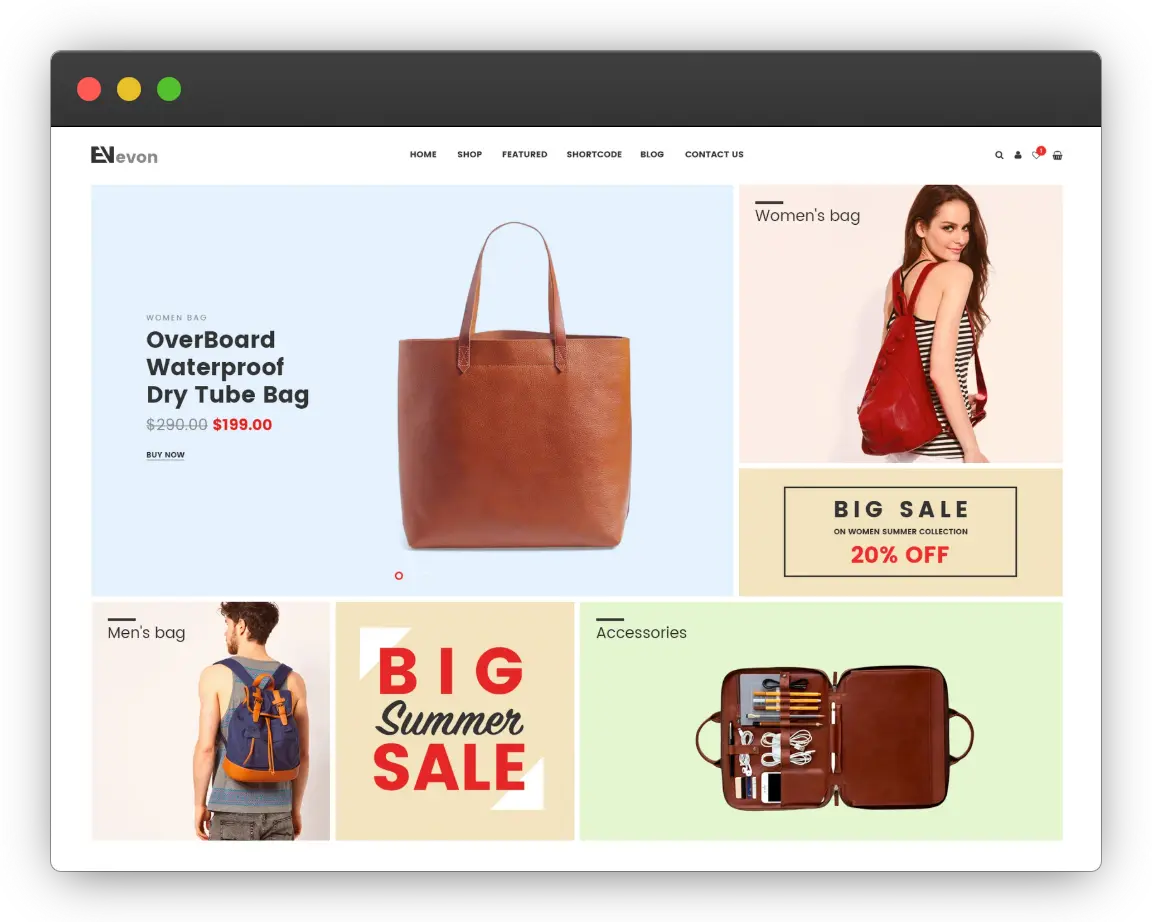 EVevon
HOME SHOP FEATURED SHORTCODE BLOG CONTACT US
1
WOMEN BAG
OverBoard
Waterproof
Dry Tube Bag
$290.00 $199.00
BUY NOW
Women's bag
BIG SALE
ON WOMEN SUMMER COLLECTION
20% OFF
Men's bag
BIG
Summer
SALE
Accessories